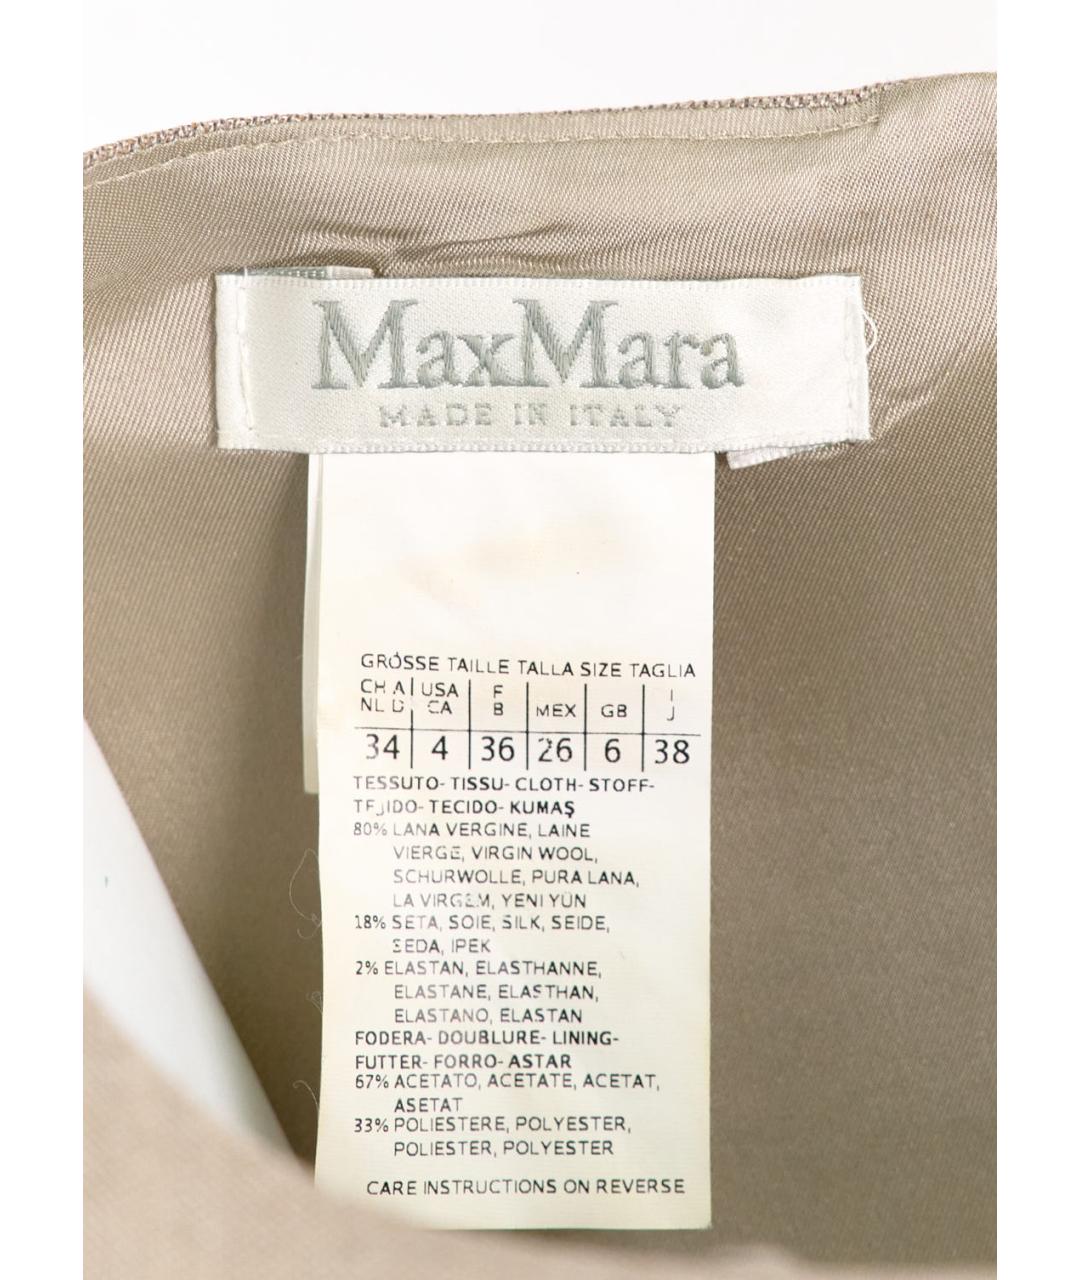 MaxMara
MADE IN ITALY
GRÖSSE TAILLE TALLA SIZE TAGLIA
CH A USA F I
NL D CA B MEX GB J
34 4 36 26 6 38
TESSUTO- TISSU- CLOTH- STOFF-
TEJIDO- TECIDO- KUMAŞ
80% LANA VERGINE, LAINE
VIERGE, VIRGIN WOOL,
SCHURWOLLE, PURA LANA,
LA VIRGEM, YENI YÜN
18% SETA, SOIE, SILK, SEIDE,
SEDA, IPEK
2% ELASTAN, ELASTHANNE,
ELASTANE, ELASTHAN,
ELASTANO, ELASTAN
FODERA- DOUBLURE- LINING-
FUTTER- FORRO- ASTAR
67% ACETATO, ACETATE, ACETAT,
ASETAT
33% POLIESTERE, POLYESTER,
POLIESTER, POLYESTER
CARE INSTRUCTIONS ON REVERSE